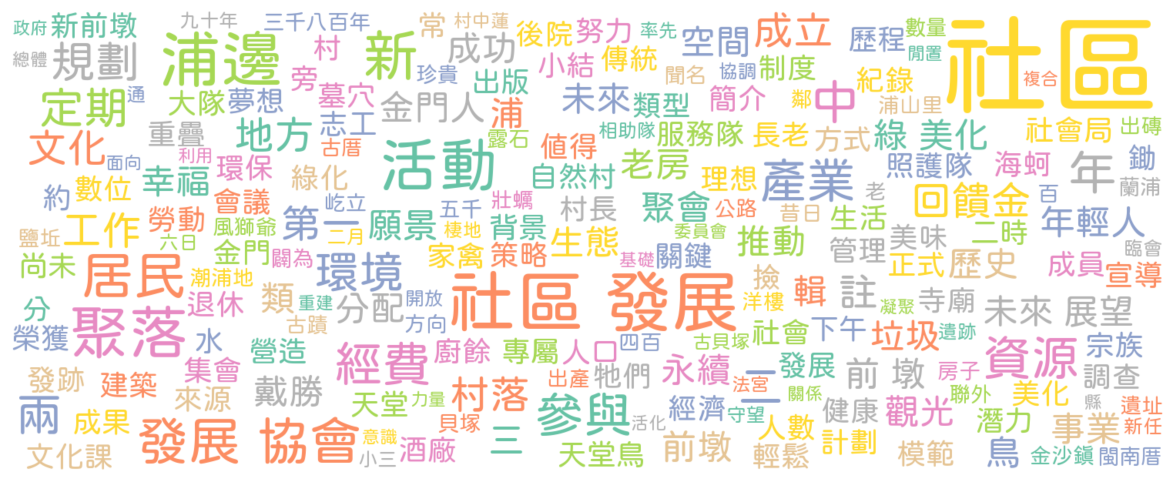 政府 新前墩 九十年 三千八百年 常 村中蓮 後院 努力 率先 空間 成立 歷程 數量 社區
總體 規劃 浦邊 村 新 成功 珍貴 出版 小結 傳統 聞名 協調 制度 閒置 紀錄 複合
定期 通 大隊 夢想 旁 墓穴 金門人 浦 未來 類型 簡介 鄰 中 浦山里
文化 重疊 利用 地方 志工 古厝 露石 值得 相助隊 服務隊 長老 方式 綠 美化 社會局 出磚
面向 環保 綠化 活動 自然村 老房 理想 產業 照護隊 海蚵 年 鋤
約 數位 幸福 會議 屹立 五千 壯蠣 村長 聚會 公路 昔日 老 回饋金 百 蘭浦
鹽坵 工作 勞動 風獅爺 第一 二月 願景 棲地 背景 生態 委員會 推動 生活 美味 二時 年輕人
尚未 六日 金門 闢為 環境 家禽 策略 基礎 關鍵 管理 正式 歷史 成員 臨會 宣導
居民 潮浦地 類 重建 分配 開放 社區 發展 撿 洋樓 輯 註 凝聚 寺廟 未來 展望
分 退休 古蹟 方向 聚落
榮獲 水 營造 經費 廚餘 專屬 人口 四百 古貝塚 社會 下午 垃圾 遺跡 資源 宗族
發跡 建築 集會 戴勝 村落 出產 牠們 永續 一 發展 法宮 前 墩 房子 調查
兩 成果 來源 天堂 力量 貝塚 三 參與 活化 經濟 守望 二 關係 健康 觀光 聯外 美化 縣 遺址
文化課 發展 協會 意識 小三 酒廠 天堂鳥 前墩 人數 輕鬆 計劃 模範 潛力 鳥 事業 新任 金沙鎮 閩南厝